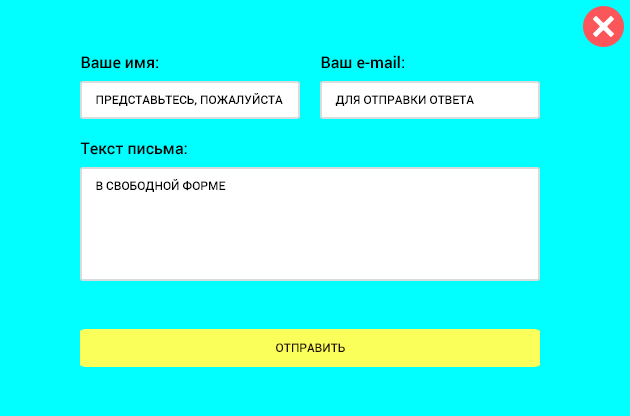 Ваше имя:
Ваш e-mail:
ПРЕДСТАВЬТЕСЬ, ПОЖАЛУЙСТА
ДЛЯ ОТПРАВКИ ОТВЕТА
Текст письма:
В СВОБОДНОЙ ФОРМЕ
ОТПРАВИТЬ